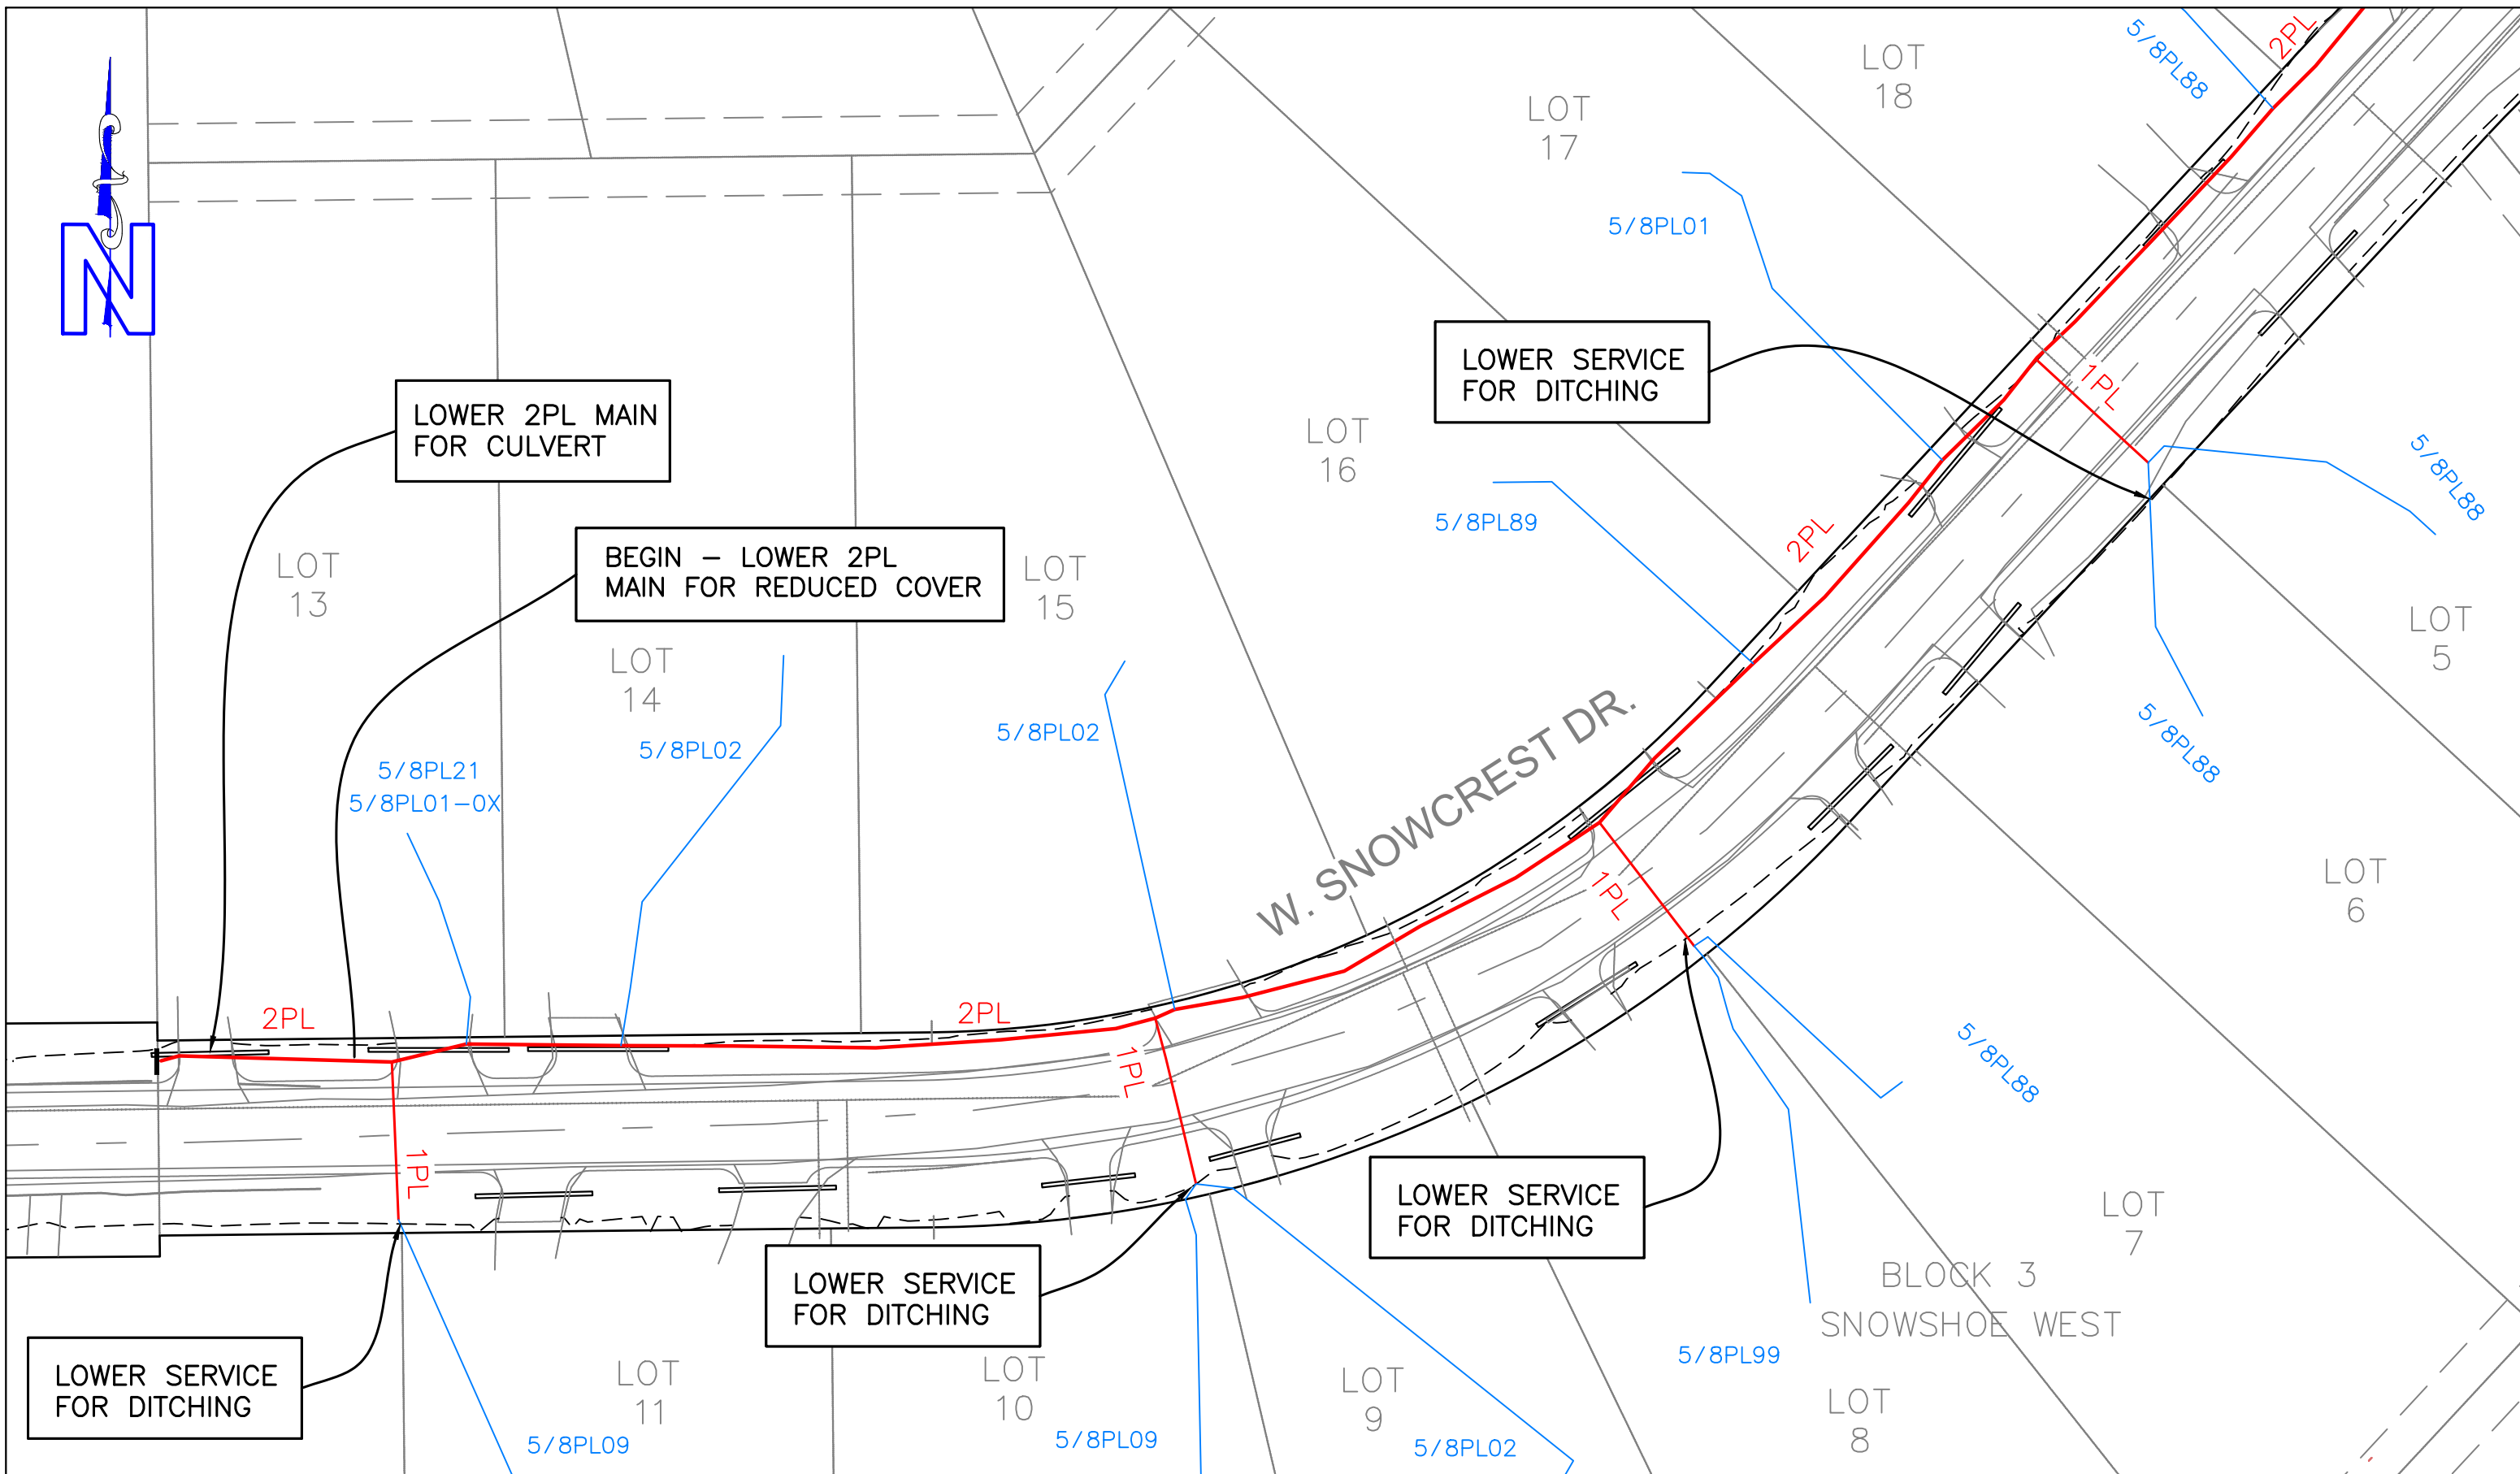 N
2PL
5/8PL88
LOT
18
LOT
17
5/8PL01
LOWER SERVICE
FOR DITCHING
1PL
LOWER 2PL MAIN
FOR CULVERT
LOT
16
5/8PL89
5/8PL88
2PL
BEGIN – LOWER 2PL
MAIN FOR REDUCED COVER
LOT
13
LOT
15
LOT
5
LOT
14
5/8PL02
5/8PL02
5/8PL21
5/8PL01-0X
5/8PL88
W. SNOWCREST DR.
LOT
6
1PL
2PL
2PL
1PL
5/8PL88
1PL
LOWER SERVICE
FOR DITCHING
LOT
7
BLOCK 3
SNOWSHOE WEST
LOWER SERVICE
FOR DITCHING
5/8PL99
LOWER SERVICE
FOR DITCHING
LOT
11
LOT
10
LOT
9
LOT
8
5/8PL09
5/8PL09
5/8PL02